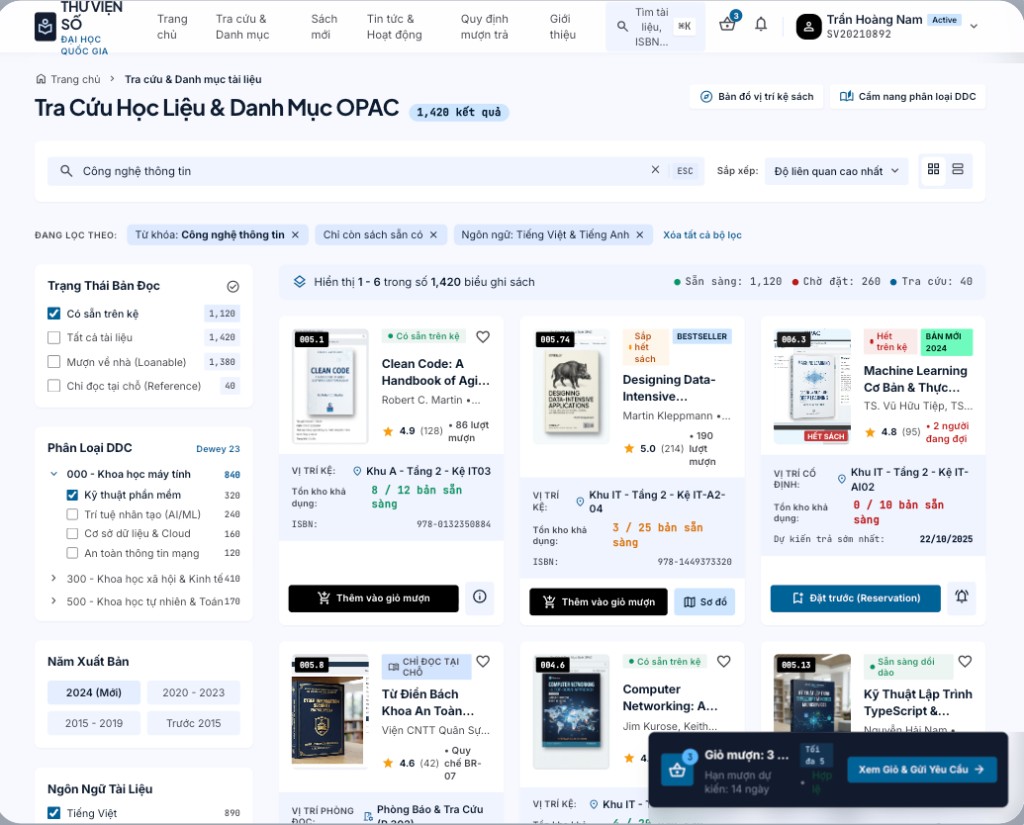 THƯ VIỆN SỐ
ĐẠI HỌC QUỐC GIA
Trang chủ
Tra cứu & Danh mục
Sách mới
Tin tức & Hoạt động
Quy định mượn trả
Giới thiệu
Tìm tài liệu, ISBN...
⌘K
3
Trần Hoàng Nam Active
SV20210892
Trang chủ > Tra cứu & Danh mục tài liệu
Tra Cứu Học Liệu & Danh Mục OPAC 1,420 kết quả
Bản đồ vị trí kệ sách
Cẩm nang phân loại DDC
Công nghệ thông tin
ESC
Sắp xếp: Độ liên quan cao nhất
ĐANG LỌC THEO: Từ khóa: Công nghệ thông tin ✕ Chỉ còn sách sẵn có ✕ Ngôn ngữ: Tiếng Việt & Tiếng Anh ✕ Xóa tất cả bộ lọc
Trạng Thái Bản Đọc
Có sẵn trên kệ 1,120
Tất cả tài liệu 1,420
Mượn về nhà (Loanable) 1,380
Chỉ đọc tại chỗ (Reference) 40
Phân Loại DDC Dewey 23
000 - Khoa học máy tính 840
Kỹ thuật phần mềm 320
Trí tuệ nhân tạo (AI/ML) 240
Cơ sở dữ liệu & Cloud 160
An toàn thông tin mạng 120
300 - Khoa học xã hội & Kinh tế 410
500 - Khoa học tự nhiên & Toán 170
Năm Xuất Bản
2024 (Mới)
2020 - 2023
2015 - 2019
Trước 2015
Ngôn Ngữ Tài Liệu
Tiếng Việt 890
Hiển thị 1 - 6 trong số 1,420 biểu ghi sách
• Sẵn sàng: 1,120 • Chờ đặt: 260 • Tra cứu: 40
005.1
CLEAN CODE
• Có sẵn trên kệ
Clean Code: A Handbook of Agi...
Robert C. Martin •...
4.9 (128) • 86 lượt mượn
VỊ TRÍ KỆ: Khu A - Tầng 2 - Kệ IT03
Tồn kho khả dụng: 8 / 12 bản sẵn sàng
ISBN: 978-0132350884
Thêm vào giỏ mượn
005.74
DESIGNING DATA-INTENSIVE APPLICATIONS
• Sắp hết sách
BESTSELLER
Designing Data-Intensive...
Martin Kleppmann •...
5.0 (214) • 190 lượt mượn
VỊ TRÍ KỆ: Khu IT - Tầng 2 - Kệ IT-A2-04
Tồn kho khả dụng: 3 / 25 bản sẵn sàng
ISBN: 978-1449373320
Thêm vào giỏ mượn
Sơ đồ
006.3
MACHINE LEARNING
HẾT SÁCH
• Hết trên kệ
BẢN MỚI 2024
Machine Learning Cơ Bản & Thực...
TS. Vũ Hữu Tiệp, TS...
4.8 (95) • 2 người đang đợi
VỊ TRÍ CỐ ĐỊNH: Khu IT - Tầng 2 - Kệ IT-AI02
Tồn kho khả dụng: 0 / 10 bản sẵn sàng
Dự kiến trả sớm nhất: 22/10/2025
Đặt trước (Reservation)
005.8
CHỈ ĐỌC TẠI CHỖ
Từ Điển Bách Khoa An Toàn...
Viện CNTT Quân Sự...
4.6 (42) • Quy chế BR-07
VỊ TRÍ PHÒNG ĐỌC: Phòng Báo & Tra Cứu
004.6
COMPUTER NETWORKING
• Có sẵn trên kệ
Computer Networking: A...
Jim Kurose, Keith...
VỊ TRÍ KỆ: Khu IT -
005.13
• Sẵn sàng dồi dào
Kỹ Thuật Lập Trình TypeScript &...
Nguyễn Hải Nam •
3
Giỏ mượn: 3 ...
Tối đa 5
Hạn mượn dự kiến: 14 ngày
• Hợp lệ
Xem Giỏ & Gửi Yêu Cầu →